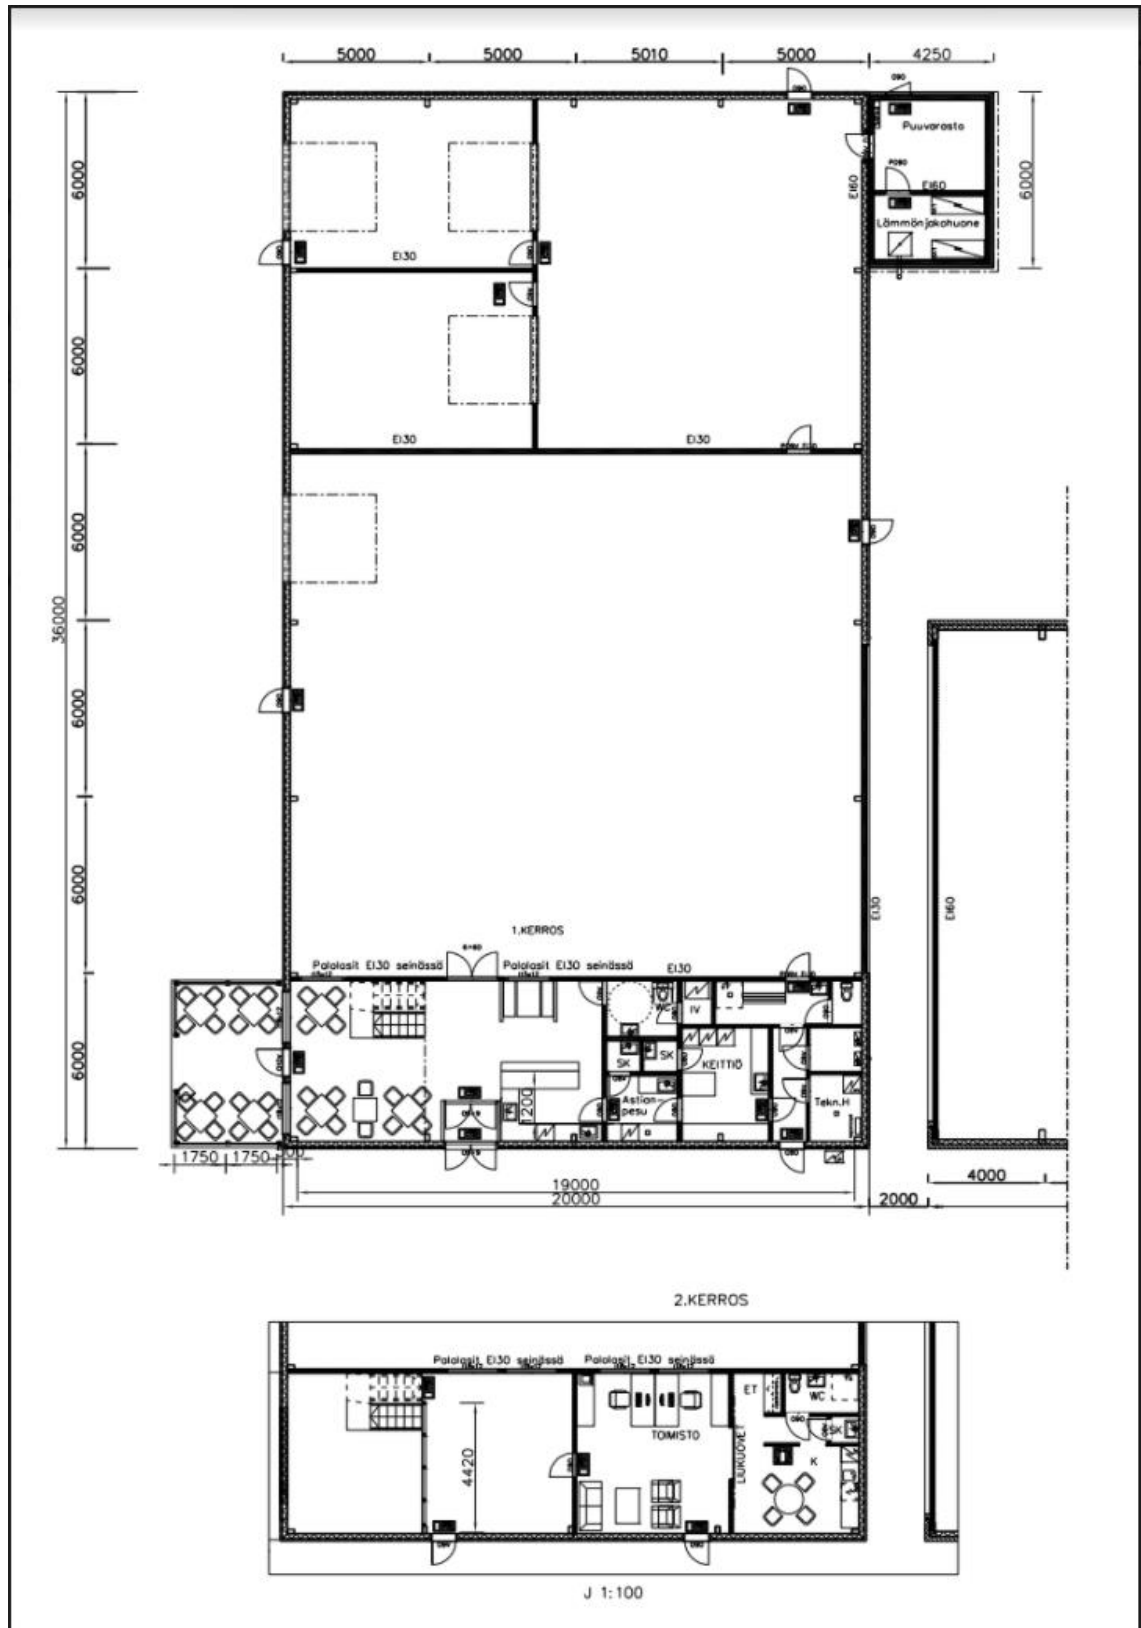 5000 5000 5010 5000 4250
Puuvarasto
6000
6000
EI60
EI60
Lämmönjakohuone
EI30
6000
EI30
EI30
6000
36000
6000
6000
EI30
EI60
1.KERROS
Palolasit EI30 seinässä
Palolasit EI30 seinässä
EI30
6000
WC
IV
SK
SK
KEITTIÖ
1200
Astian-
pesu
Tekn.H
1750 1750
19000
20000
2000
4000
2.KERROS
Palolasit EI30 seinässä
Palolasit EI30 seinässä
ET
WC
TOIMISTO
LIUKUOVET
SK
K
4420
J 1:100